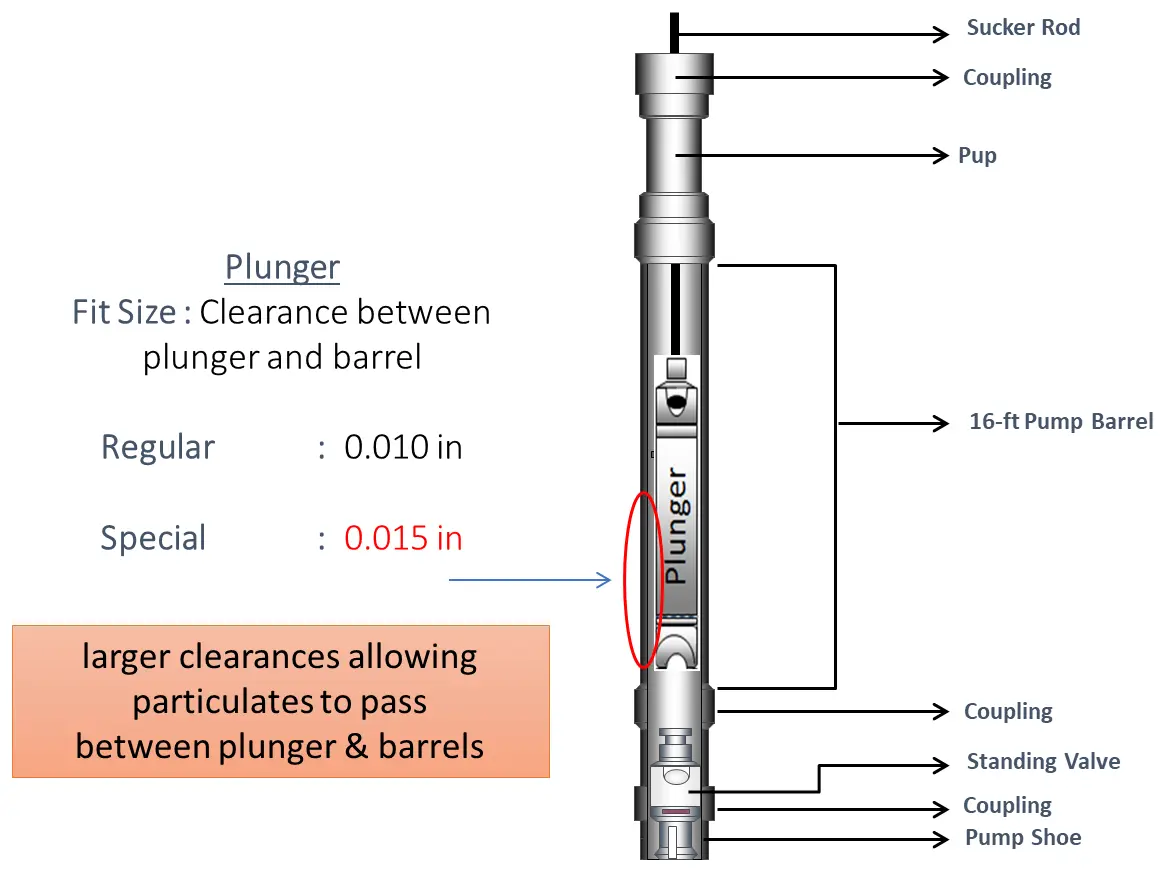 Sucker Rod
Coupling
Pup
Plunger
Fit Size : Clearance between
plunger and barrel
Regular : 0.010 in
Special : 0.015 in
larger clearances allowing
particulates to pass
between plunger & barrels
Plunger
16-ft Pump Barrel
Coupling
Standing Valve
Coupling
Pump Shoe